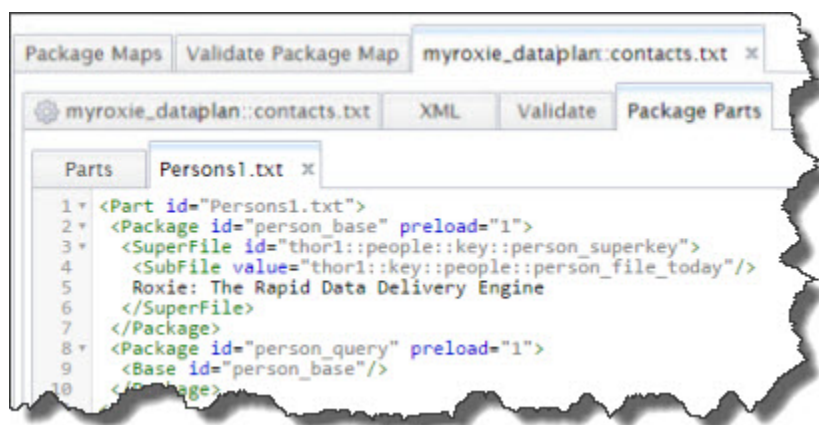 Package Maps Validate Package Map myroxie_dataplan::contacts.txt ×
myroxie_dataplan::contacts.txt XML Validate Package Parts
Parts Persons1.txt ×
1 <Part id="Persons1.txt">
2 <Package id="person_base" preload="1">
3 <SuperFile id="thor1::people::key::person_superkey">
4 <SubFile value="thor1::key::people::person_file_today"/>
5 Roxie: The Rapid Data Delivery Engine
6 </SuperFile>
7 </Package>
8 <Package id="person_query" preload="1">
9 <Base id="person_base"/>
10